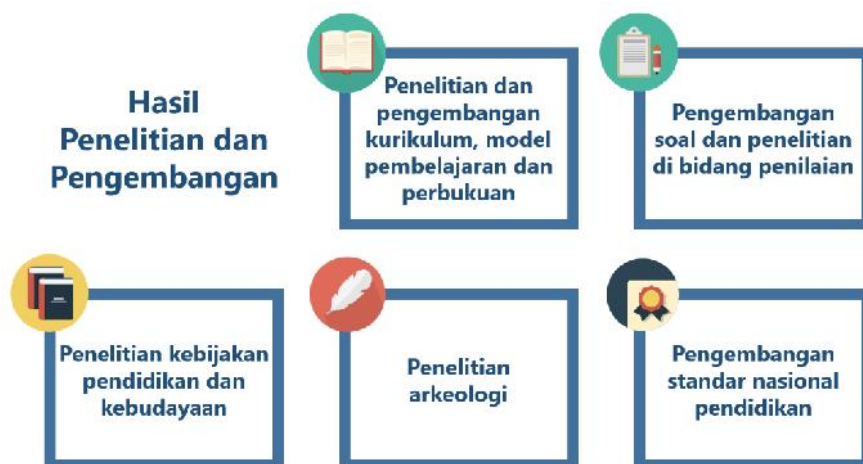 Hasil
Penelitian dan
Pengembangan
Penelitian dan
pengembangan
kurikulum, model
pembelajaran dan
perbukuan
Pengembangan
soal dan penelitian
di bidang penilaian
Penelitian kebijakan
pendidikan dan
kebudayaan
Penelitian
arkeologi
Pengembangan
standar nasional
pendidikan